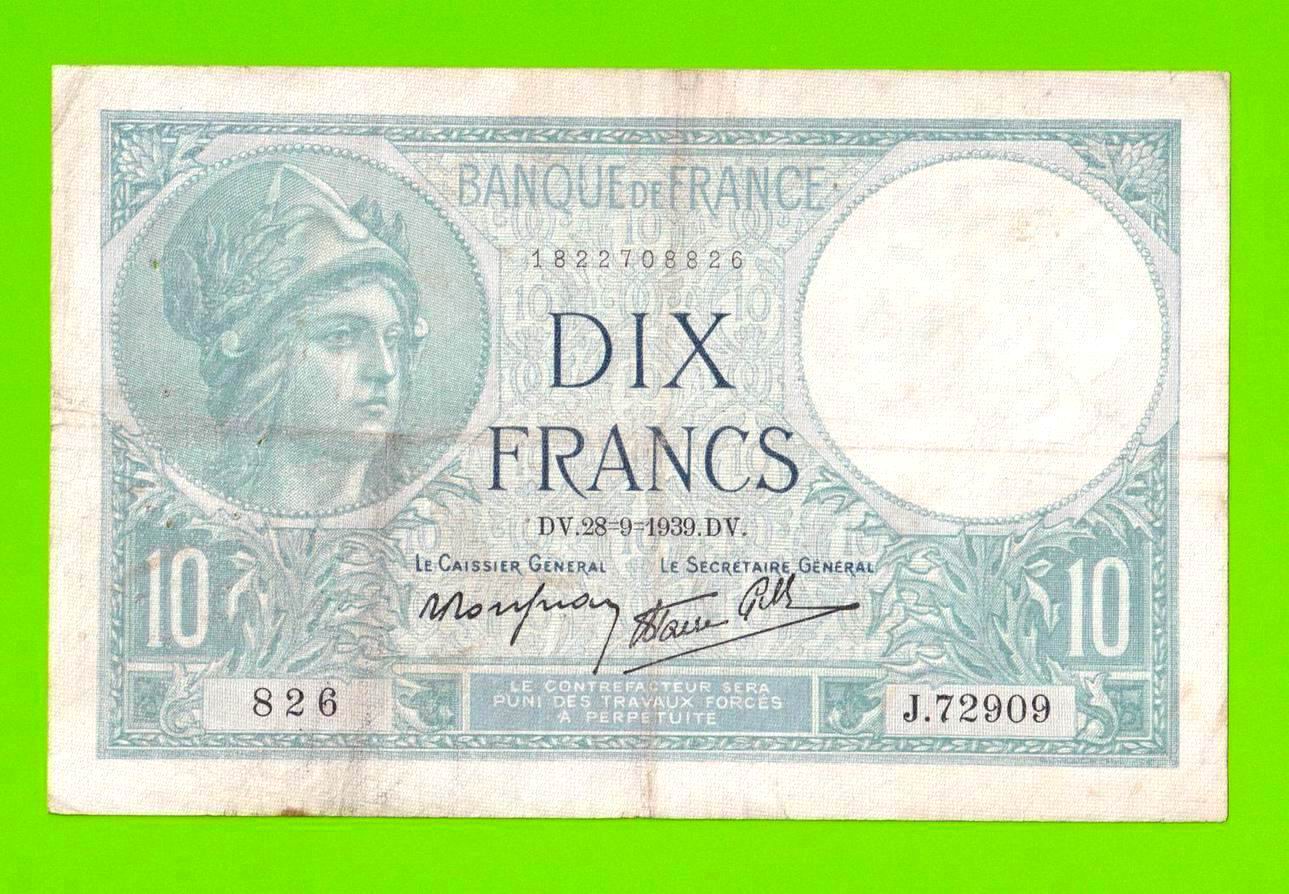 BANQUE DE FRANCE
1822708826
DIX
FRANCS
DV.28=9=1939.DV.
LE CAISSIER GÉNÉRAL LE SECRÉTAIRE GÉNÉRAL
10 10
826 J.72909
LE CONTREFACTEUR SERA
PUNI DES TRAVAUX FORCÉS
À PERPÉTUITÉ